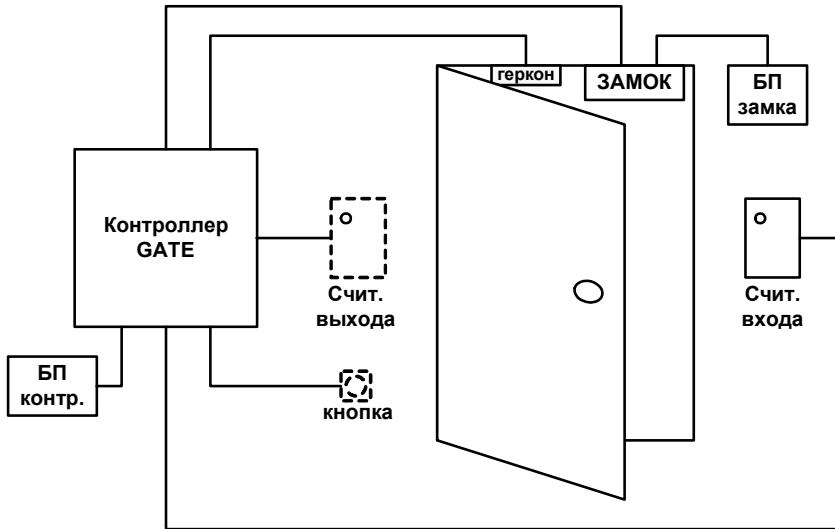 геркон
ЗАМОК
БП
замка
Контроллер
GATE
Счит.
выхода
Счит.
входа
БП
контр.
кнопка